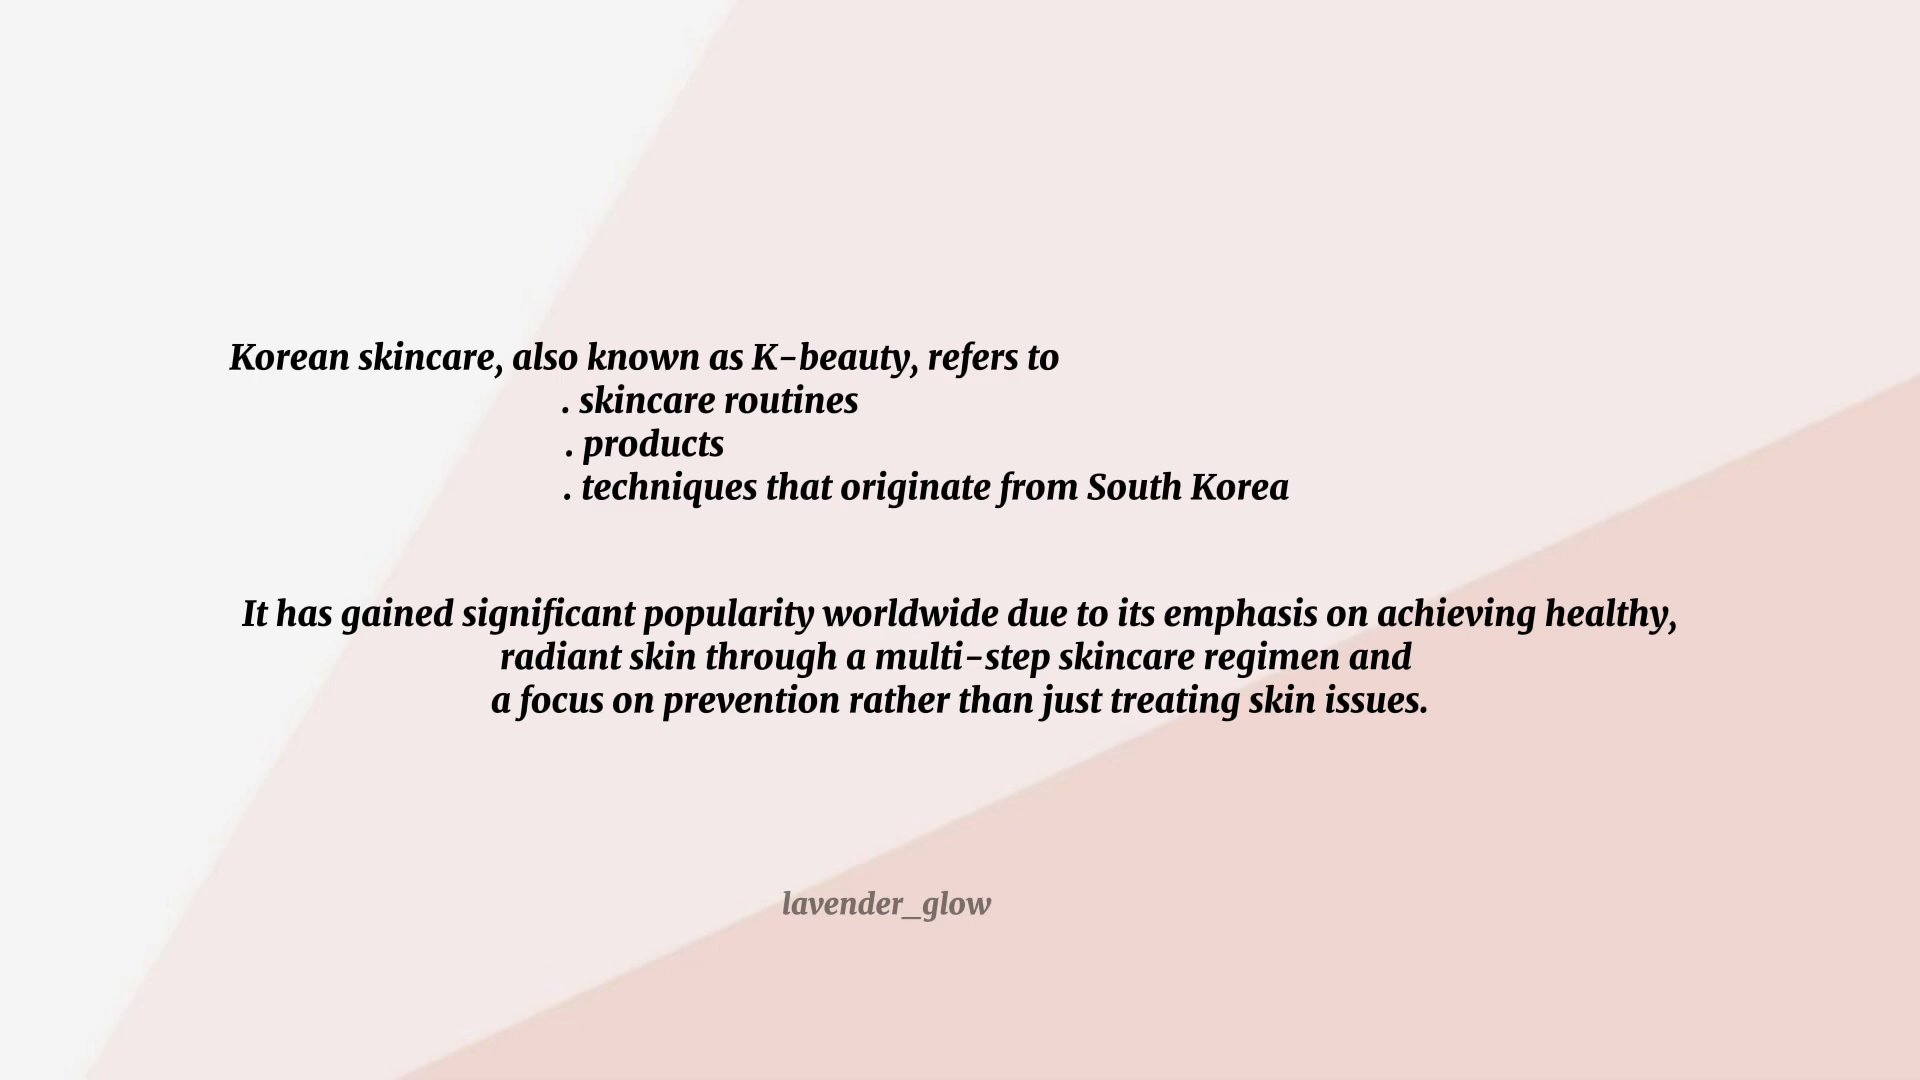 Korean skincare, also known as K-beauty, refers to
. skincare routines
. products
. techniques that originate from South Korea
It has gained significant popularity worldwide due to its emphasis on achieving healthy,
radiant skin through a multi-step skincare regimen and
a focus on prevention rather than just treating skin issues.
lavender_glow